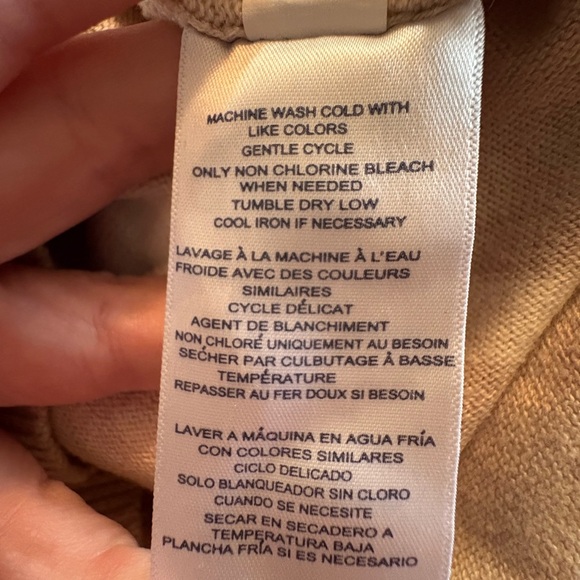 MACHINE WASH COLD WITH
LIKE COLORS
GENTLE CYCLE
ONLY NON CHLORINE BLEACH
WHEN NEEDED
TUMBLE DRY LOW
COOL IRON IF NECESSARY
LAVAGE À LA MACHINE À L'EAU
FROIDE AVEC DES COULEURS
SIMILAIRES
CYCLE DÉLICAT
AGENT DE BLANCHIMENT
NON CHLORÉ UNIQUEMENT AU BESOIN
SÉCHER PAR CULBUTAGE À BASSE
TEMPÉRATURE
REPASSER AU FER DOUX SI BESOIN
LAVER A MÁQUINA EN AGUA FRÍA
CON COLORES SIMILARES
CICLO DELICADO
SOLO BLANQUEADOR SIN CLORO
CUANDO SE NECESITE
SECAR EN SECADERO A
TEMPERATURA BAJA
PLANCHA FRÍA SI ES NECESARIO